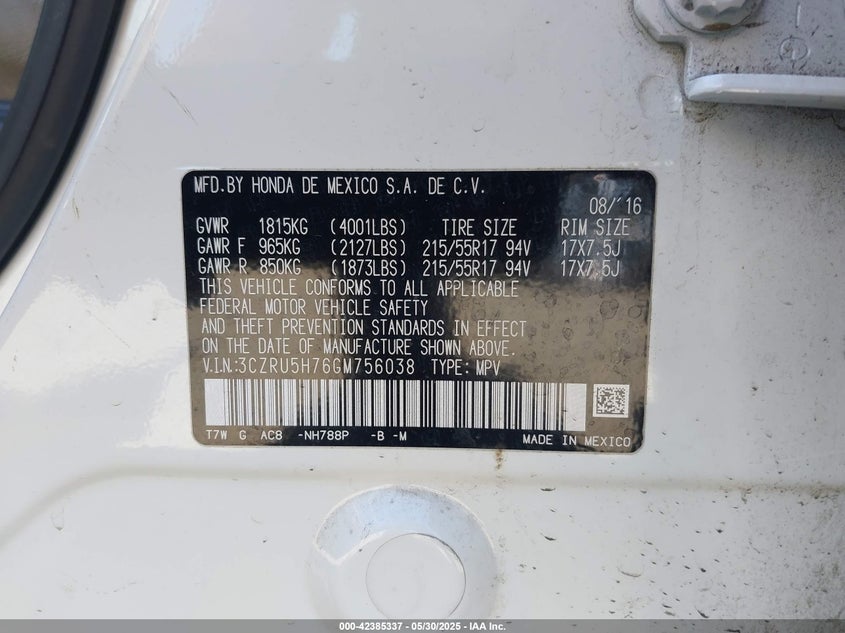 MFD.BY HONDA DE MEXICO S.A. DE C.V.
08/'16
GVWR 1815KG (4001LBS) TIRE SIZE RIM SIZE
GAWR F 965KG (2127LBS) 215/55R17 94V 17X7.5J
GAWR R 850KG (1873LBS) 215/55R17 94V 17X7.5J
THIS VEHICLE CONFORMS TO ALL APPLICABLE
FEDERAL MOTOR VEHICLE SAFETY
AND THEFT PREVENTION STANDARDS IN EFFECT
ON THE DATE OF MANUFACTURE SHOWN ABOVE.
V.IN:3CZRU5H76GM756038 TYPE: MPV
T7W G AC8 -NH788P -B -M MADE IN MEXICO
000-42385337 - 05/30/2025 - IAA Inc.